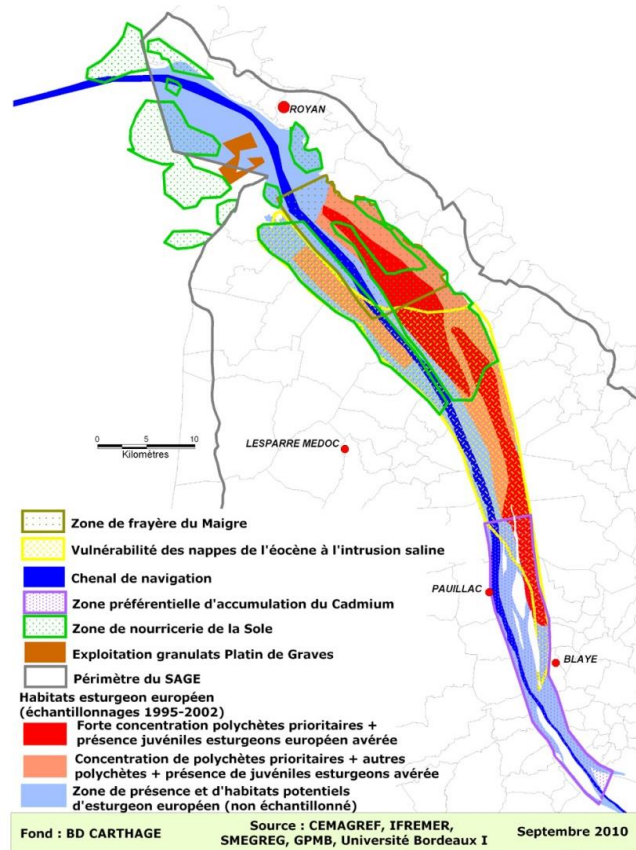 ROYAN
LESPARRE MEDOC
0 5 10
Kilomètres
PAUILLAC
BLAYE
Zone de frayère du Maigre
Vulnérabilité des nappes de l'éocène à l'intrusion saline
Chenal de navigation
Zone préférentielle d'accumulation du Cadmium
Zone de nourricerie de la Sole
Exploitation granulats Platin de Graves
Périmètre du SAGE
Habitats esturgeon européen
(échantillonnages 1995-2002)
Forte concentration polychètes prioritaires +
présence juvéniles esturgeons européen avérée
Concentration de polychètes prioritaires + autres
polychètes + présence de juvéniles esturgeons avérée
Zone de présence et d'habitats potentiels
d'esturgeon européen (non échantillonné)
Fond : BD CARTHAGE
Source : CEMAGREF, IFREMER,
SMEGREG, GPMB, Université Bordeaux I
Septembre 2010